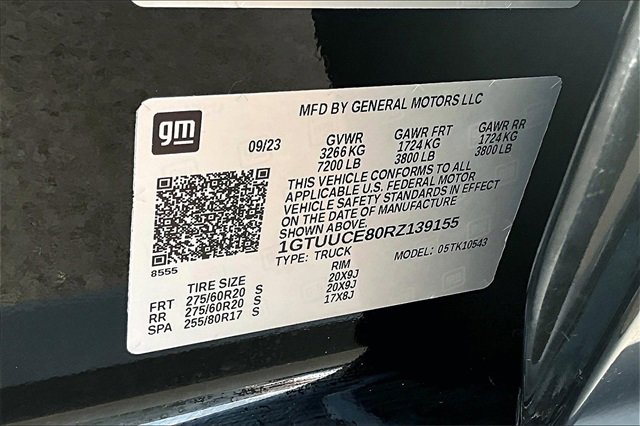 MFD BY GENERAL MOTORS LLC
gm
09/23
GVWR GAWR FRT GAWR RR
3266 KG 1724 KG 1724 KG
7200 LB 3800 LB 3800 LB
THIS VEHICLE CONFORMS TO ALL
APPLICABLE U.S. FEDERAL MOTOR
VEHICLE SAFETY STANDARDS IN EFFECT
ON THE DATE OF MANUFACTURE
SHOWN ABOVE.
1GTUUCE80RZ139155
TYPE: TRUCK MODEL: 05TK10543
8555
TIRE SIZE RIM
FRT 275/60R20 S 20X9J
RR 275/60R20 S 20X9J
SPA 255/80R17 S 17X8J